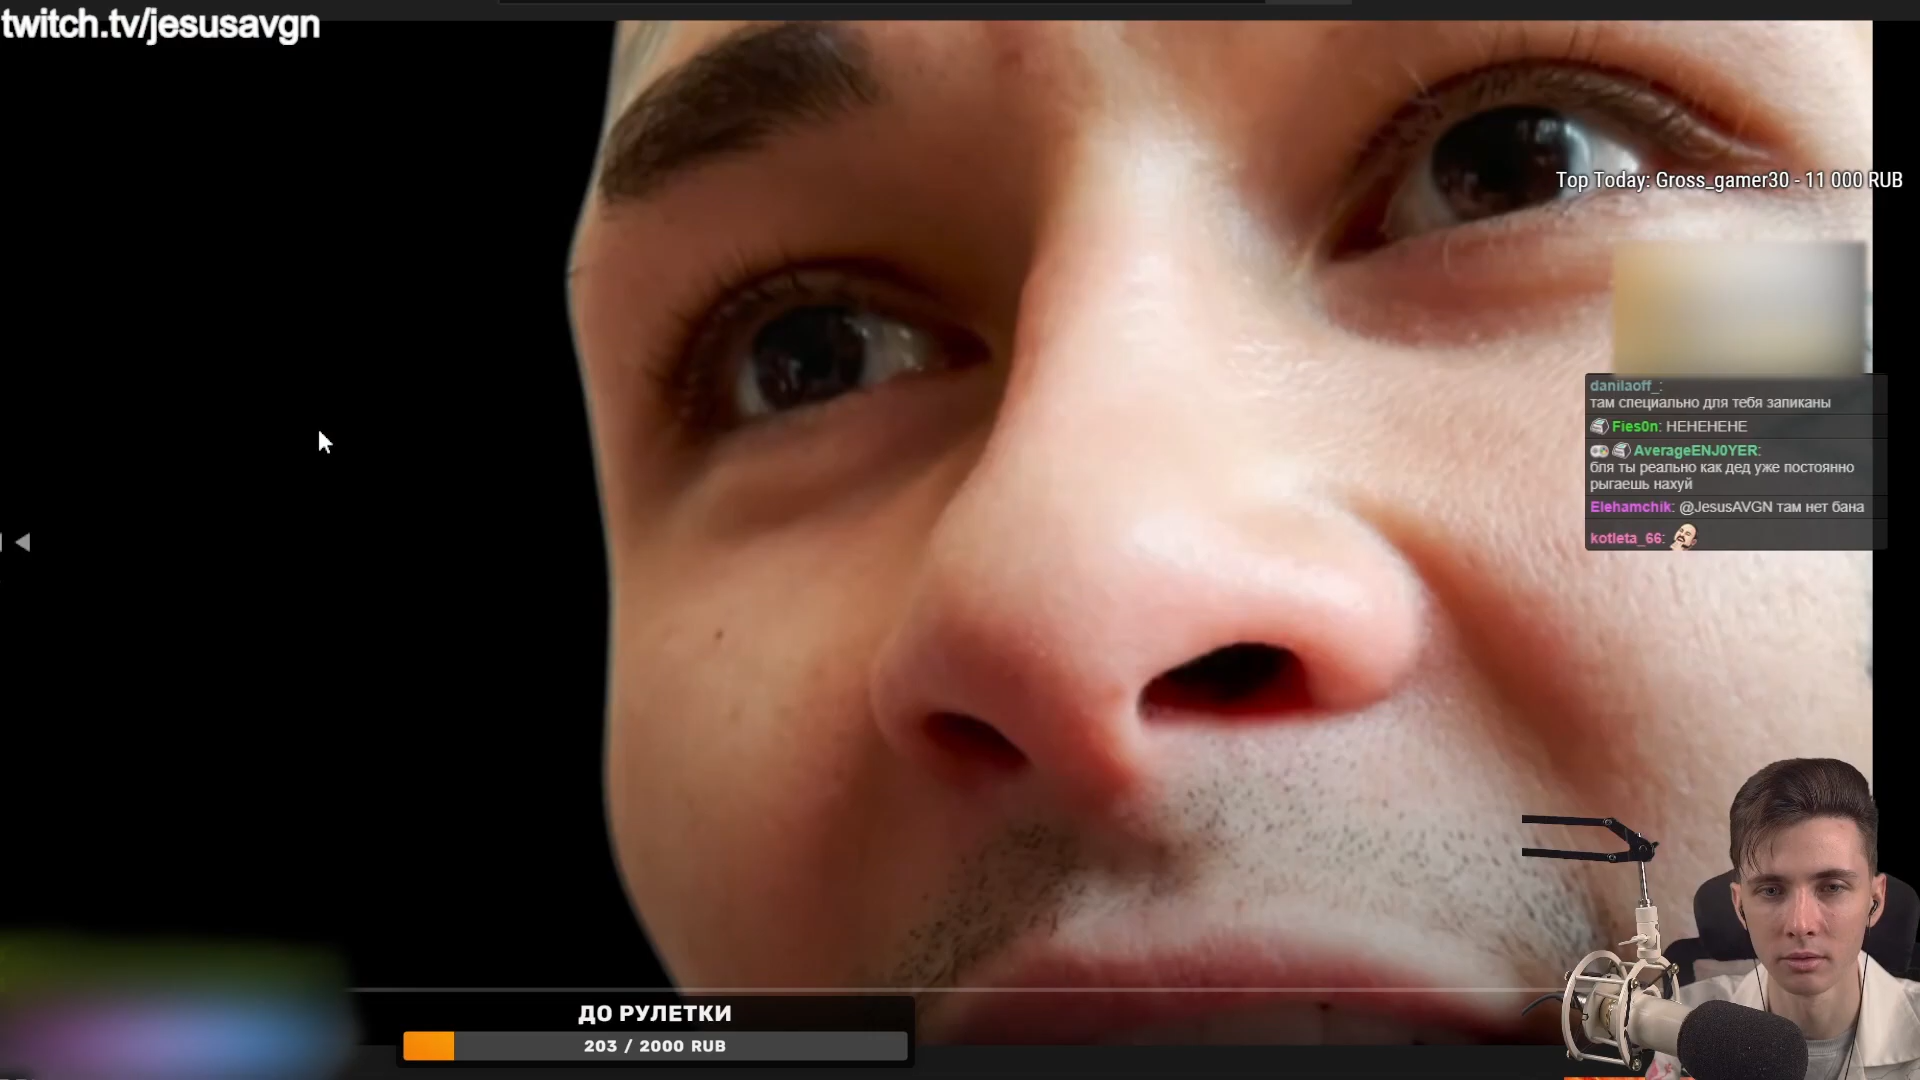 twitch.tv/jesusavgn
Top Today: Gross_gamer30 - 11 000 RUB
danilaoff_:
там специально для тебя запиканы
Fies0n: HEHEHEHE
AverageENJ0YER:
бля ты реально как дед уже постоянно
рыгаешь нахуй
Elehamchik: @JesusAVGN там нет бана
kotleta_66:
ДО РУЛЕТКИ
203 / 2000 RUB